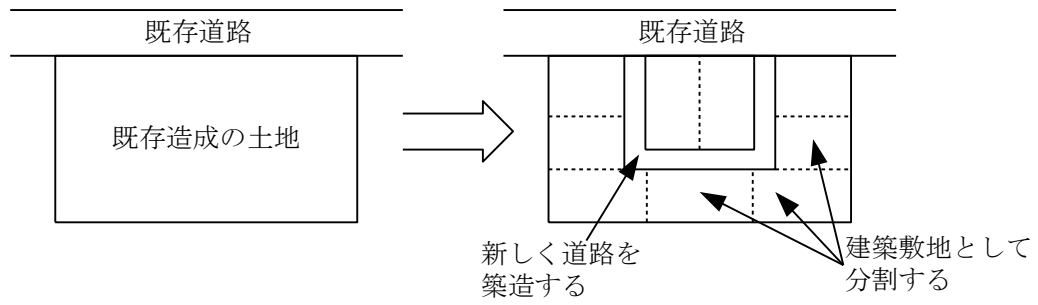 既存道路
既存造成の土地
既存道路
新しく道路を
築造する
建築敷地として
分割する